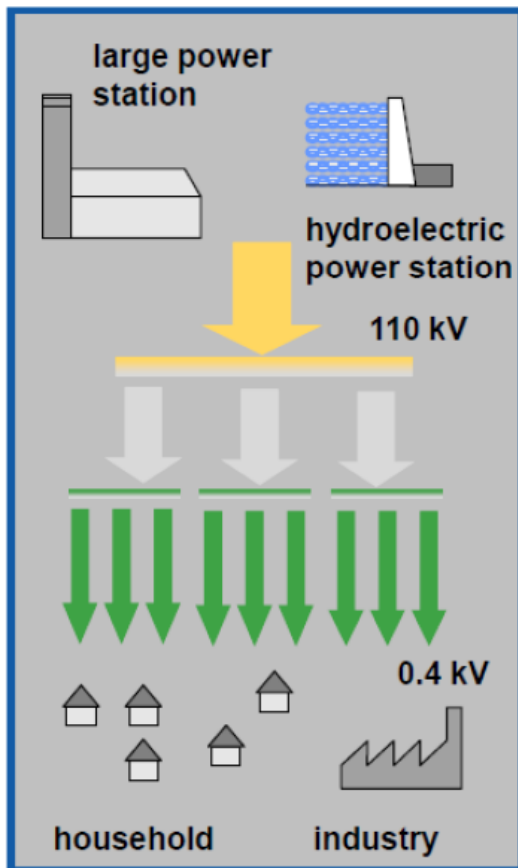 large power
station
hydroelectric
power station
110 kV
0.4 kV
household
industry